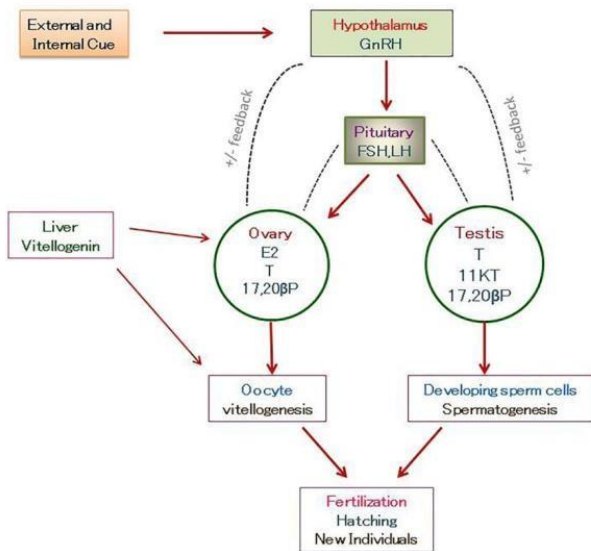 External and
Internal Cue
Hypothalamus
GnRH
+/- feedback
Pituitary
FSH,LH
+/- feedback
Liver
Vitellogenin
Ovary
E2
T
17,20βP
Testis
T
11KT
17,20βP
Oocyte
vitellogenesis
Developing sperm cells
Spermatogenesis
Fertilization
Hatching
New Individuals